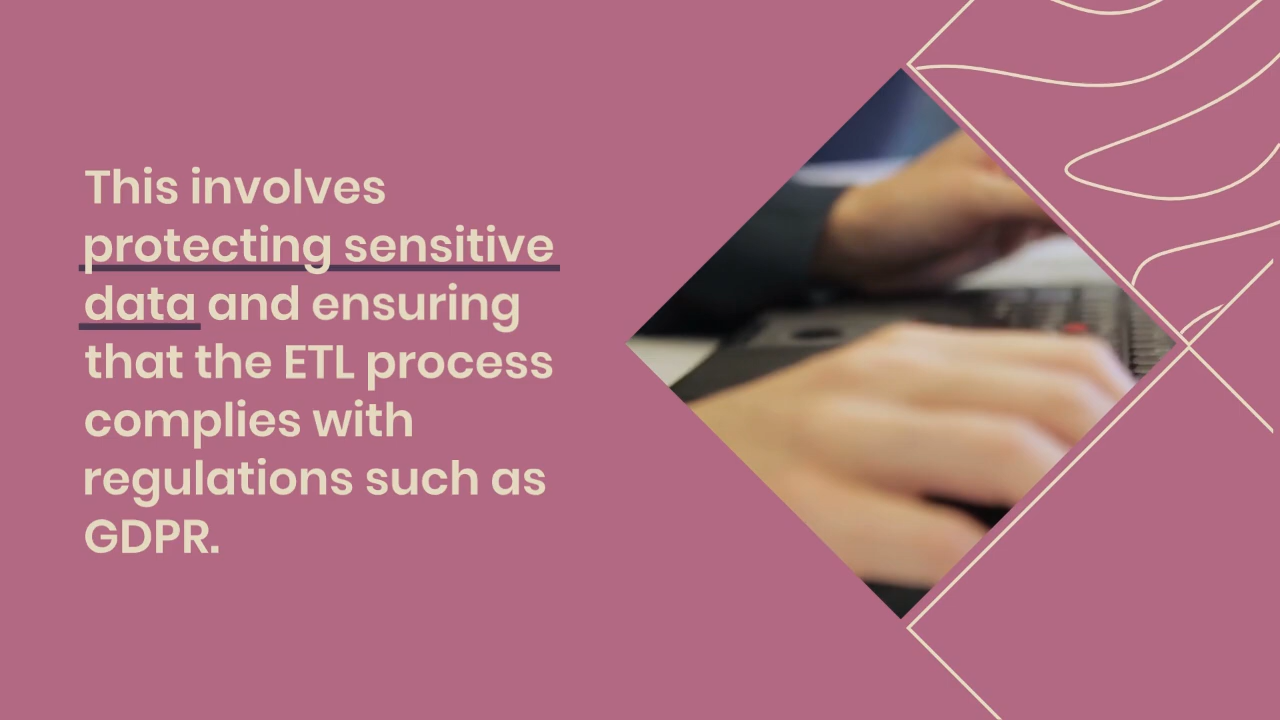 This involves
protecting sensitive
data and ensuring
that the ETL process
complies with
regulations such as
GDPR.